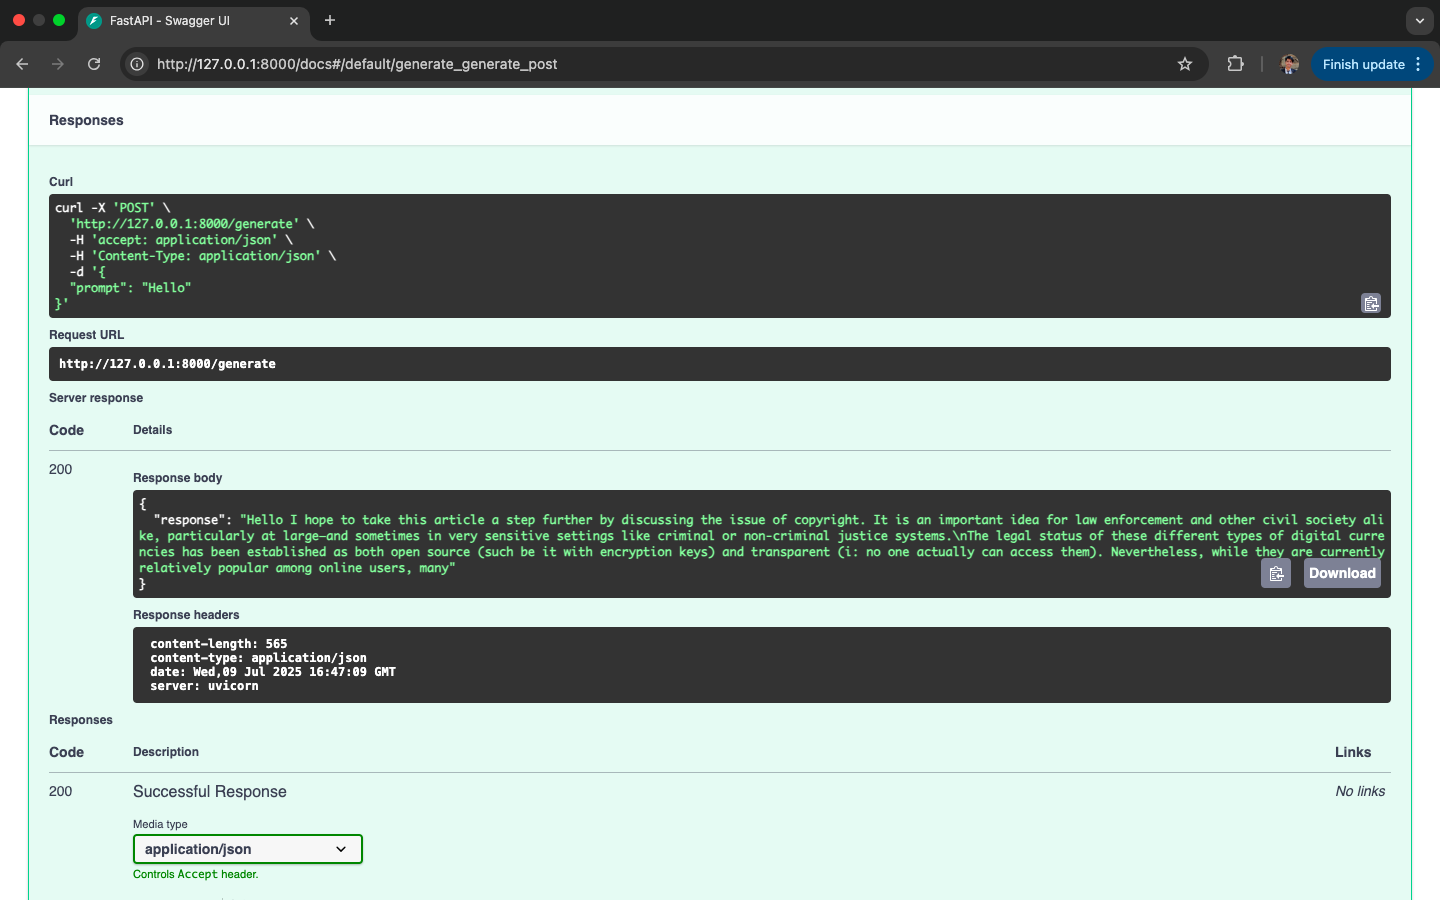 FastAPI - Swagger UI
http://127.0.0.1:8000/docs#/default/generate_generate_post
Finish update
Responses
Curl
curl -X 'POST' \
'http://127.0.0.1:8000/generate' \
-H 'accept: application/json' \
-H 'Content-Type: application/json' \
-d '{
"prompt": "Hello"
}'
Request URL
http://127.0.0.1:8000/generate
Server response
Code Details
200
Response body
{
"response": "Hello I hope to take this article a step further by discussing the issue of copyright. It is an important idea for law enforcement and other civil society ali
ke, particularly at large—and sometimes in very sensitive settings like criminal or non-criminal justice systems.\nThe legal status of these different types of digital curre
ncies has been established as both open source (such be it with encryption keys) and transparent (i: no one actually can access them). Nevertheless, while they are currently
relatively popular among online users, many"
}
Download
Response headers
content-length: 565
content-type: application/json
date: Wed,09 Jul 2025 16:47:09 GMT
server: uvicorn
Responses
Code Description Links
200 Successful Response No links
Media type
application/json
Controls Accept header.